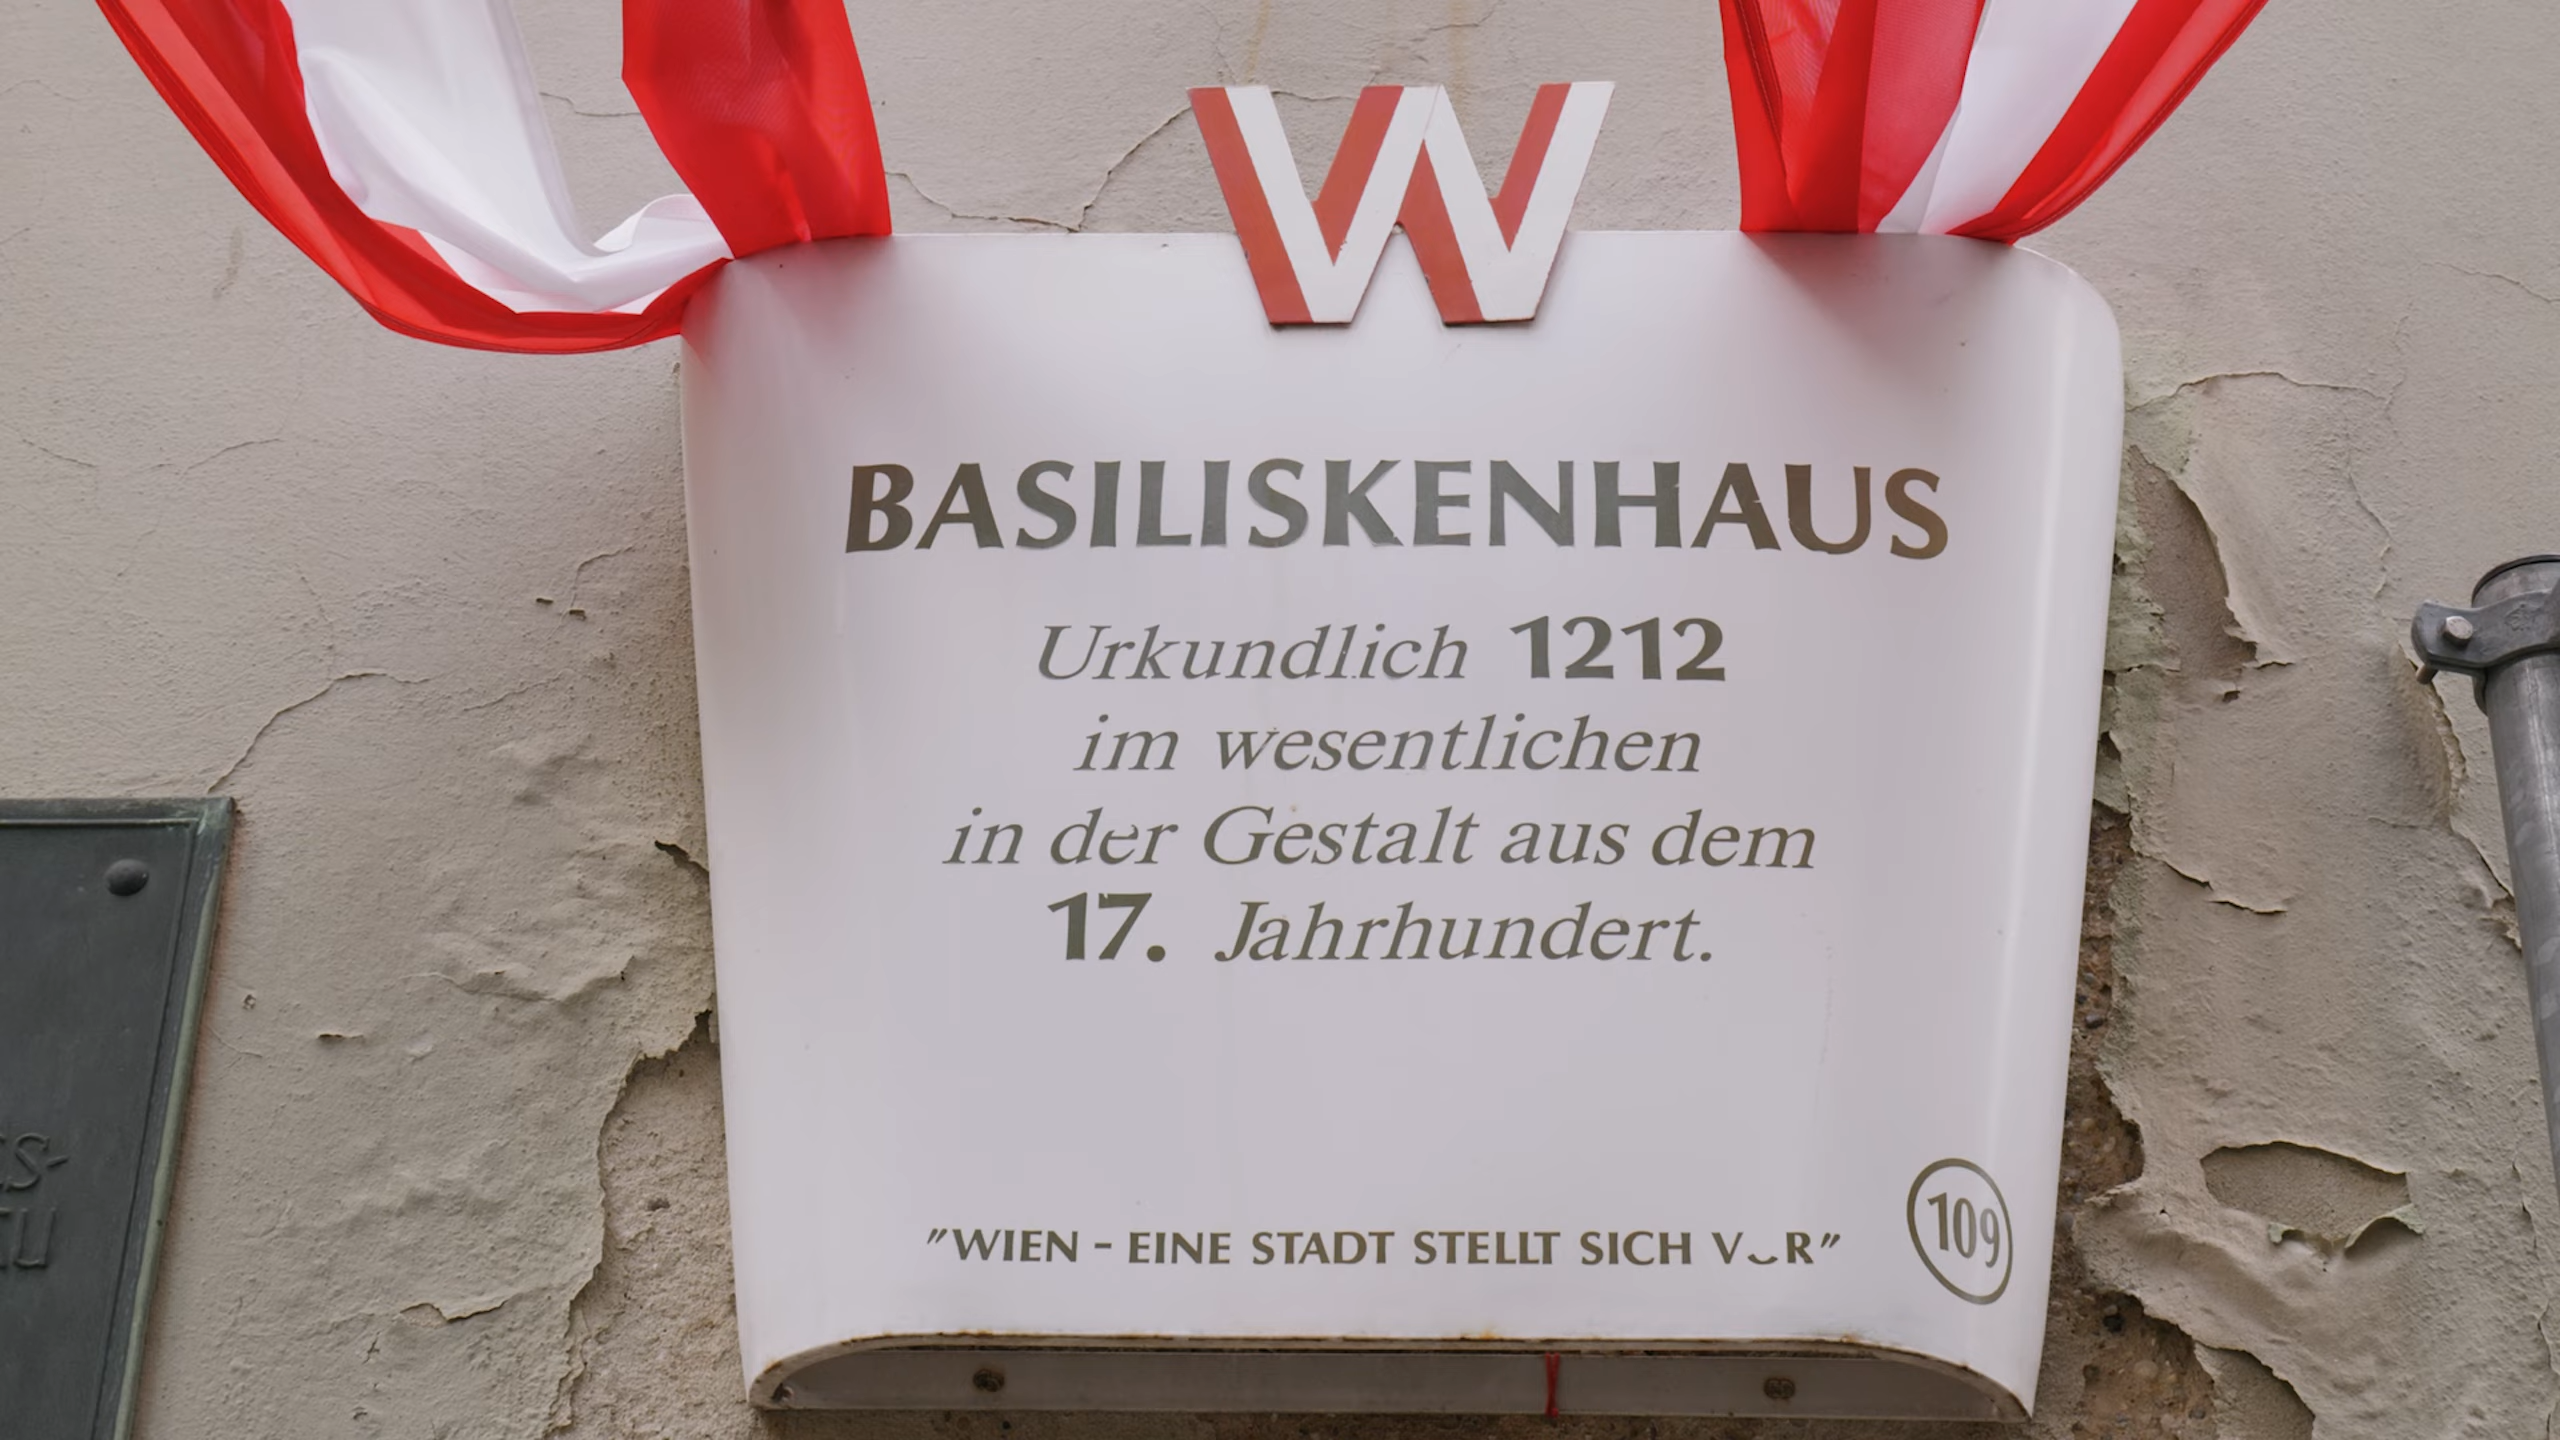 W
BASILISKENHAUS
Urkundlich 1212
im wesentlichen
in der Gestalt aus dem
17. Jahrhundert.
"WIEN - EINE STADT STELLT SICH VOR"
109